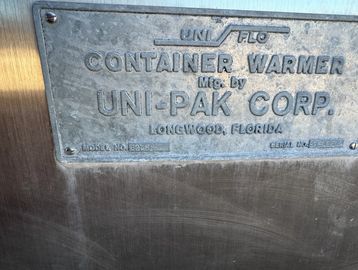 UNI FLO
CONTAINER WARMER
Mfg. by
UNI-PAK CORP.
LONGWOOD, FLORIDA
MODEL NO. SERIAL NO.